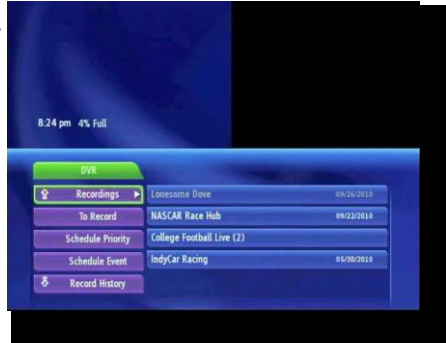 8:24 pm 4% Full
DVR
Recordings Lonesome Dove 09/26/2010
To Record NASCAR Race Hub 09/22/2010
Schedule Priority College Football Live (2)
Schedule Event IndyCar Racing 05/30/2010
Record History